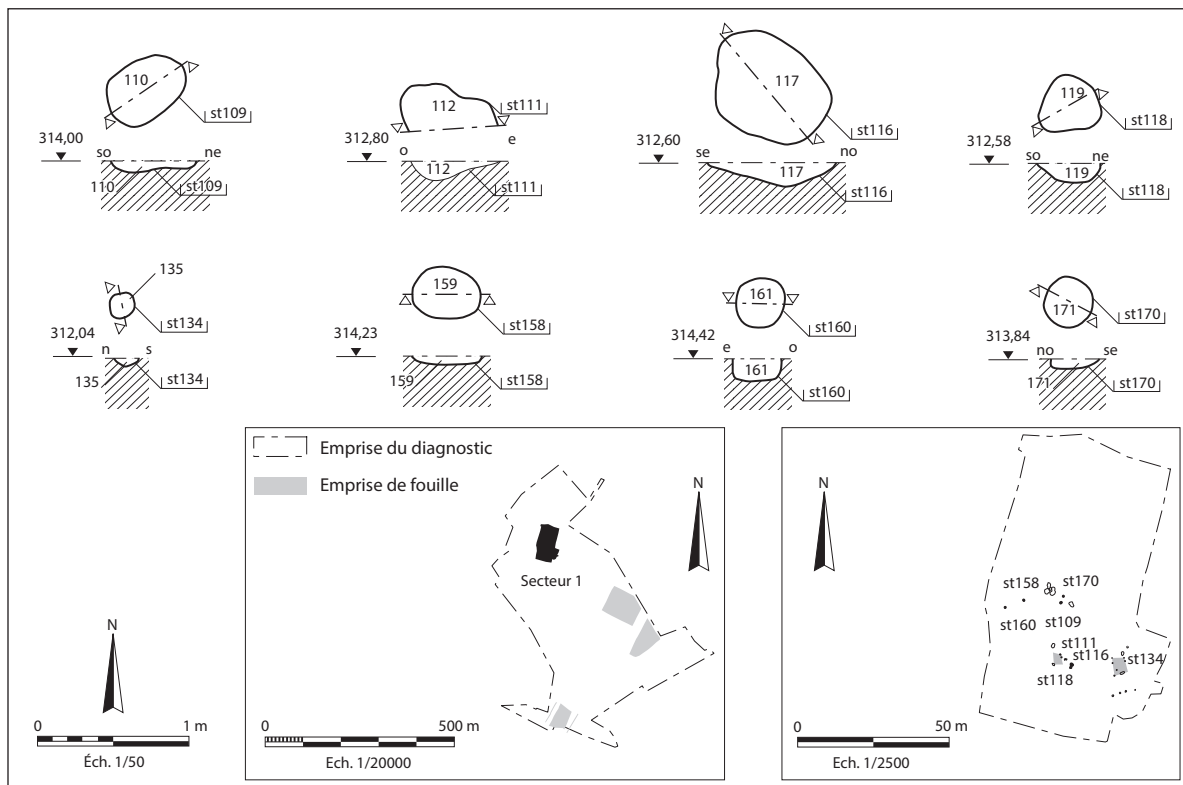 110
st109
314,00
so
ne
110
st109
112
st111
312,80
o
e
112
st111
117
st116
312,60
se
no
117
st116
119
st118
312,58
so
ne
119
st118
135
st134
312,04
n
s
135
st134
159
st158
314,23
159
st158
161
st160
314,42
e
o
161
st160
171
st170
313,84
no
se
171
st170
N
0
1 m
Éch. 1/50
Emprise du diagnostic
Emprise de fouille
N
Secteur 1
0
500 m
Ech. 1/20000
N
st158
st170
st160
st109
st111
st116
st134
st118
0
50 m
Ech. 1/2500